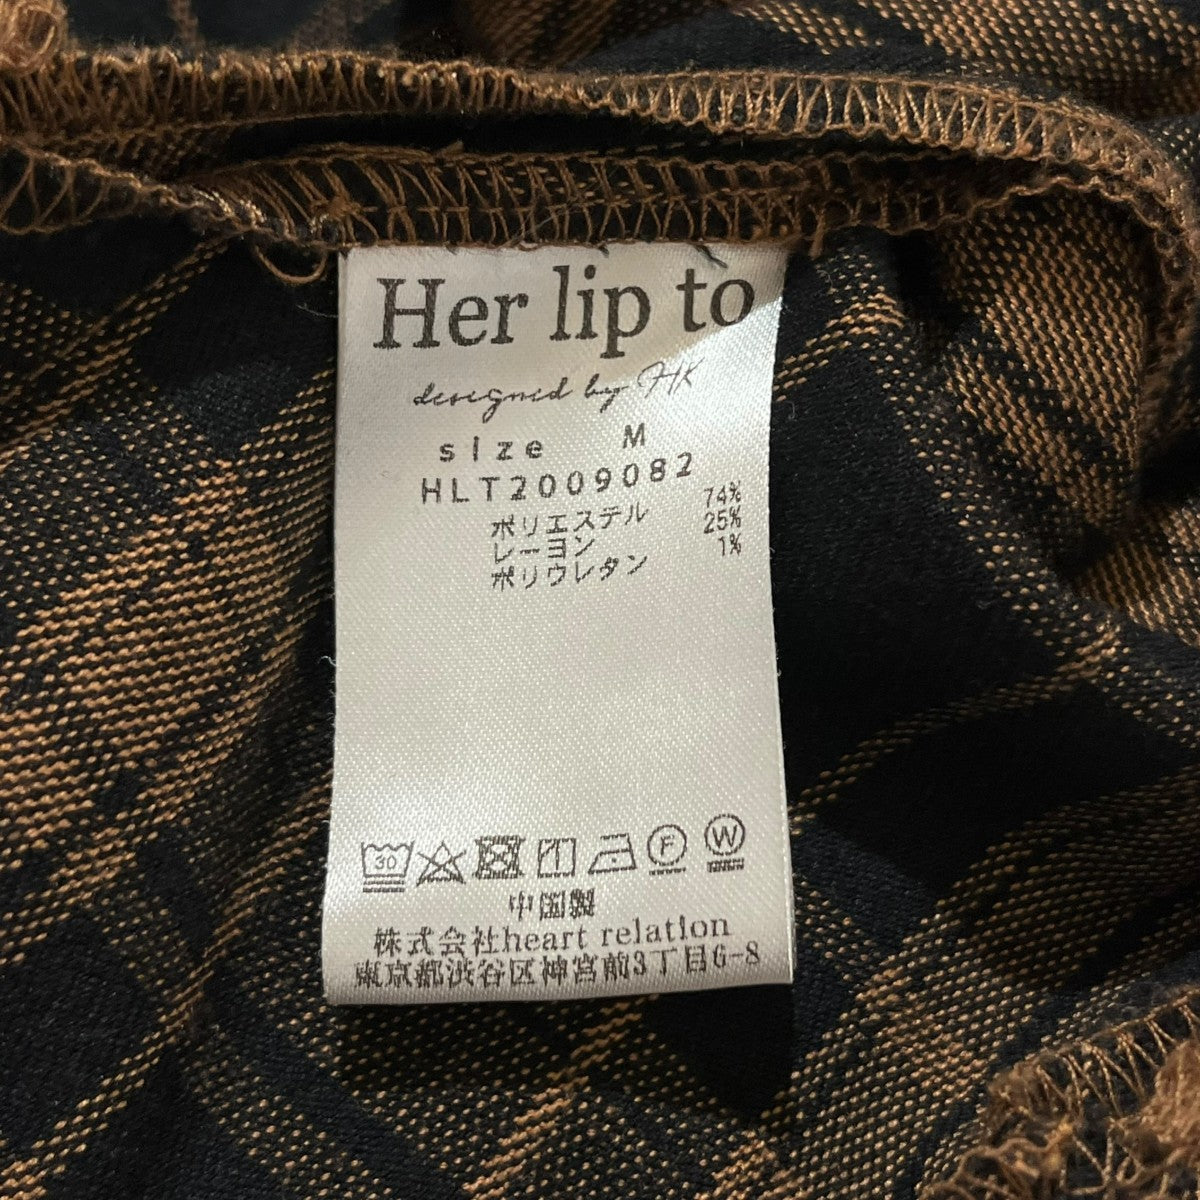 Her lip to
designed by HK
size M
HLT2009082
ポリエステル 74%
レーヨン 25%
ポリウレタン 1%
30 F W
中国製
株式会社heart relation
東京都渋谷区神宮前3丁目6-8